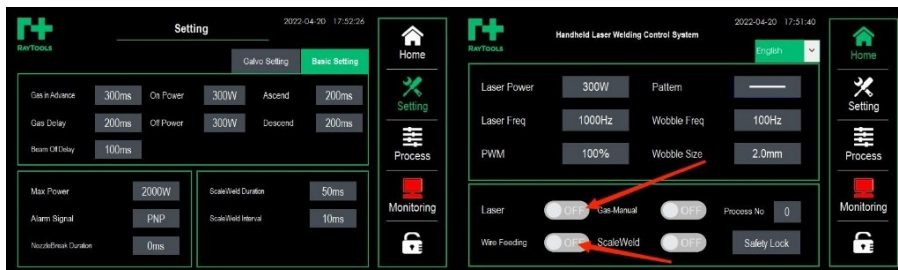 2022-04-20 17:52:26
Setting
RAYTOOLS
Galvo Setting Basic Setting
Gas in Advance 300ms On Power 300W Ascend 200ms
Gas Delay 200ms Off Power 300W Descend 200ms
Beam Off Delay 100ms
Max Power 2000W
Alarm Signal PNP
NozzleBreak Duration 0ms
ScaleWeld Duration 50ms
ScaleWeld Interval 10ms
Home
Setting
Process
Monitoring
2022-04-20 17:51:40
Handheld Laser Welding Control System
RAYTOOLS
English
Laser Power 300W Pattern
Laser Freq 1000Hz Wobble Freq 100Hz
PWM 100% Wobble Size 2.0mm
Laser OFF Gas-Manual OFF Process No 0
Wire Feeding OFF ScaleWeld OFF Safety Lock
Home
Setting
Process
Monitoring